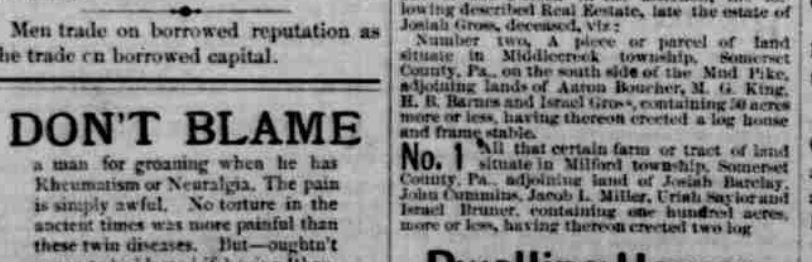 Men trade on borrowed reputation as
he trade on borrowed capital.
DON'T BLAME
a man for groaning when he has
Rheumatism or Neuralgia. The pain
is simply awful. No torture in the
ancient times was more painful than
these twin diseases. But—oughtn't
lowing described Real Eestate, late the estate of
Josiah Gross, deceased, viz:
Number two, A piece or parcel of land
situate in Middlecreek township, Somerset
County, Pa., on the south side of the Mud Pike,
adjoining lands of Aaron Boucher, M. G. King,
H. B. Barnes and Israel Gross, containing 50 acres
more or less, having thereon erected a log house
and frame stable.
No. 1 All that certain farm or tract of land
situate in Milford township, Somerset
County, Pa., adjoining land of Josiah Barclay,
John Cummins, Jacob L. Miller, Uriah Saylor and
Israel Bruner, containing one hundred acres,
more or less, having thereon erected two log